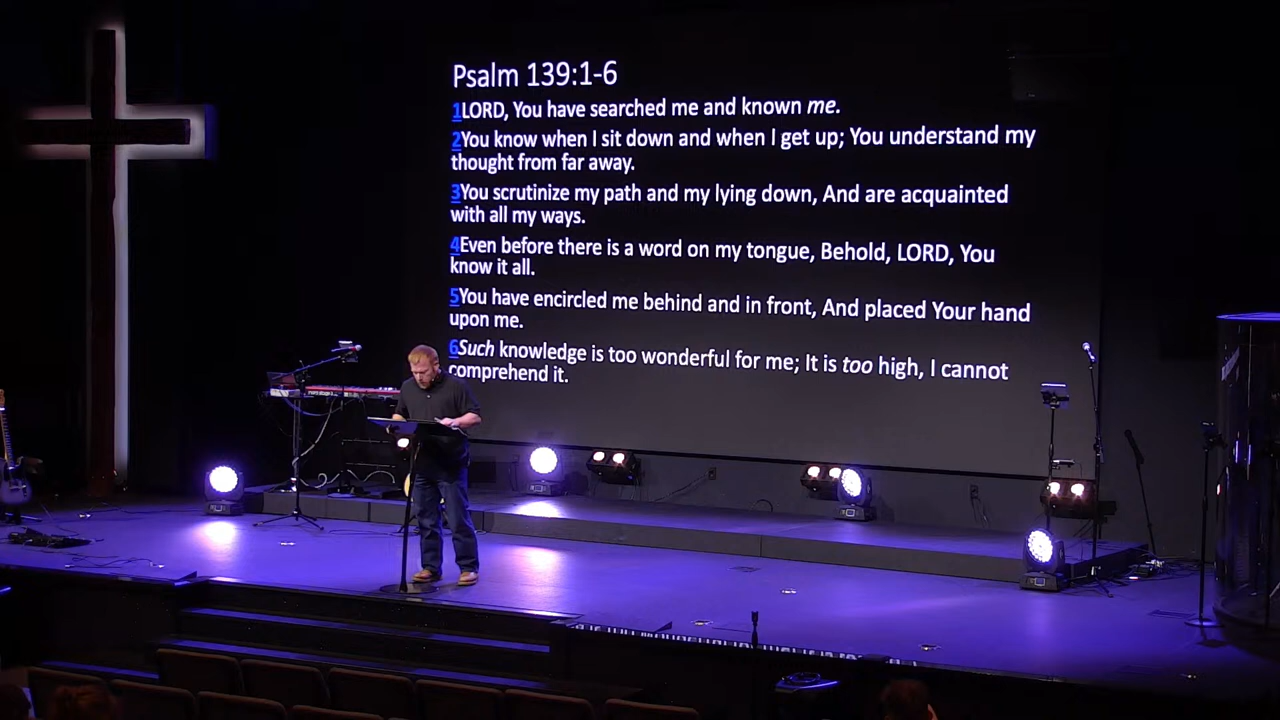 Psalm 139:1-6
1LORD, You have searched me and known me.
2You know when I sit down and when I get up; You understand my
thought from far away.
3You scrutinize my path and my lying down, And are acquainted
with all my ways.
4Even before there is a word on my tongue, Behold, LORD, You
know it all.
5You have encircled me behind and in front, And placed Your hand
upon me.
6Such knowledge is too wonderful for me; It is too high, I cannot
comprehend it.